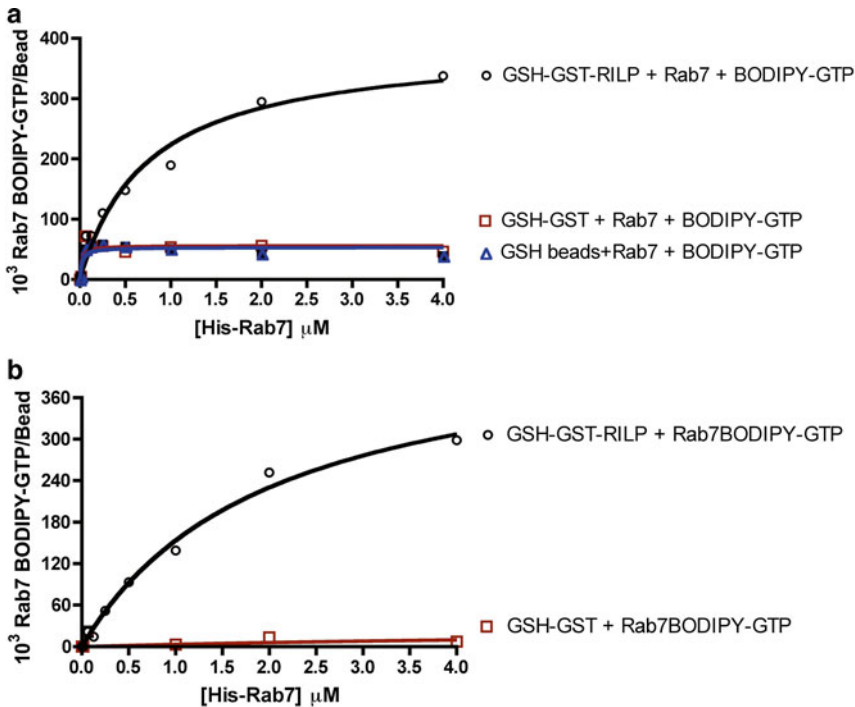 a
10³ Rab7 BODIPY-GTP/Bead
400
300
200
100
0
0.0 0.5 1.0 1.5 2.0 2.5 3.0 3.5 4.0
[His-Rab7] μM
GSH-GST-RILP + Rab7 + BODIPY-GTP
GSH-GST + Rab7 + BODIPY-GTP
GSH beads+Rab7 + BODIPY-GTP
b
10³ Rab7 BODIPY-GTP/Bead
360
300
240
180
120
60
0
0.0 0.5 1.0 1.5 2.0 2.5 3.0 3.5 4.0
[His-Rab7] μM
GSH-GST-RILP + Rab7BODIPY-GTP
GSH-GST + Rab7BODIPY-GTP